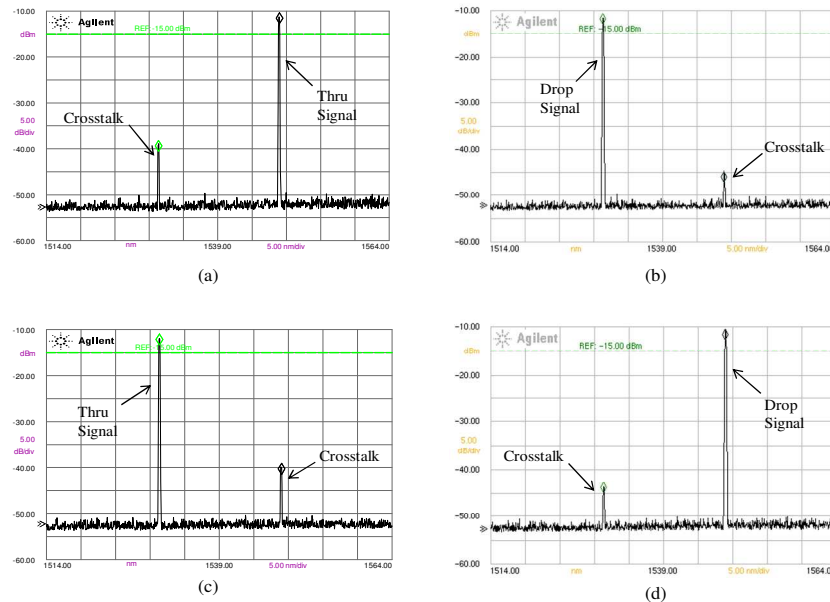 -10.00
Agilent
dBm
REF: -15.00 dBm
-20.00
Thru
Signal
-30.00
Crosstalk
5.00
dB/div
-40.00
-50.00
-60.00
1514.00
nm
1539.00
5.00 nm/div
1564.00
(a)
-10.00
Agilent
REF: -15.00 dBm
dBm
-20.00
Drop
Signal
-30.00
5.00
dB/div
-40.00
Crosstalk
-50.00
-60.00
1514.00
nm
1539.00
5.00 nm/div
1564.00
(b)
-10.00
Agilent
dBm
-20.00
Thru
Signal
-30.00
5.00
dB/div
-40.00
Crosstalk
-50.00
-60.00
1514.00
nm
1539.00
5.00 nm/div
1564.00
(c)
-10.00
Agilent
dBm
REF: -15.00 dBm
-20.00
Drop
Signal
-30.00
5.00
dB/div
Crosstalk
-40.00
-50.00
-60.00
1514.00
nm
1539.00
5.00 nm/div
1564.00
(d)